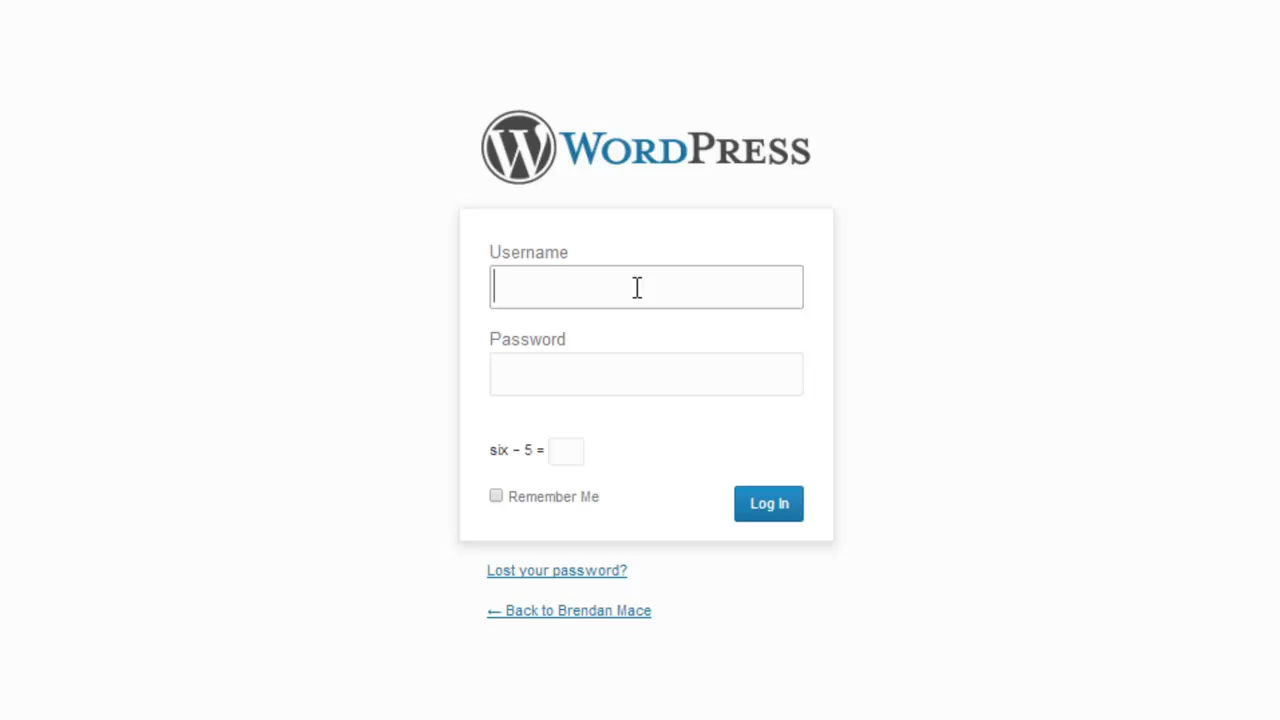 WORDPRESS
Username
Password
six − 5 =
Remember Me
Log In
Lost your password?
← Back to Brendan Mace